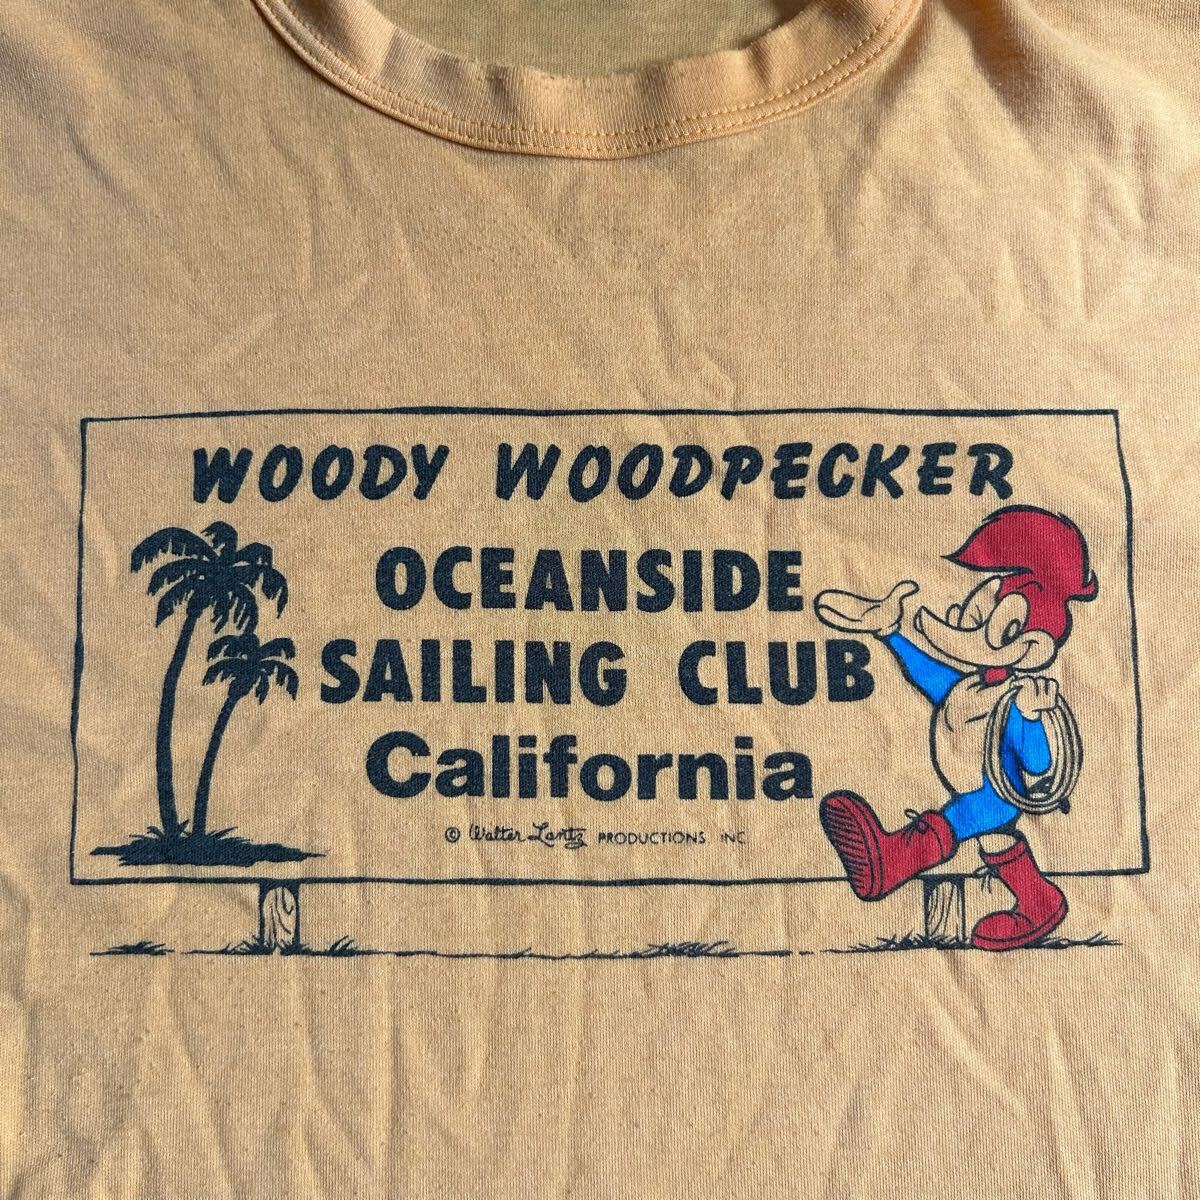 WOODY WOODPECKER
OCEANSIDE
SAILING CLUB
California
© Walter Lantz PRODUCTIONS INC.